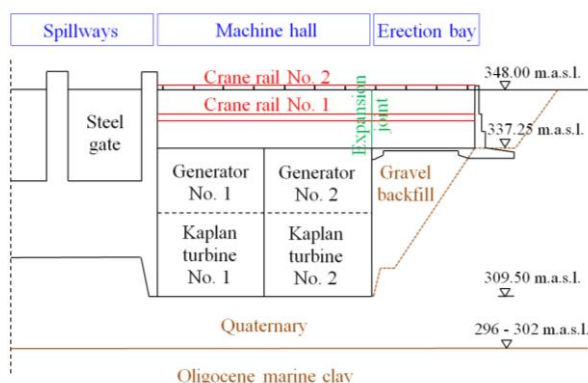 Spillways
Machine hall
Erection bay
Crane rail No. 2
348.00 m.a.s.l.
Crane rail No. 1
Steel
gate
Expansion
joint
337.25 m.a.s.l.
Generator
No. 1
Generator
No. 2
Gravel
backfill
Kaplan
turbine
No. 1
Kaplan
turbine
No. 2
309.50 m.a.s.l.
Quaternary
296 - 302 m.a.s.l.
Oligocene marine clay